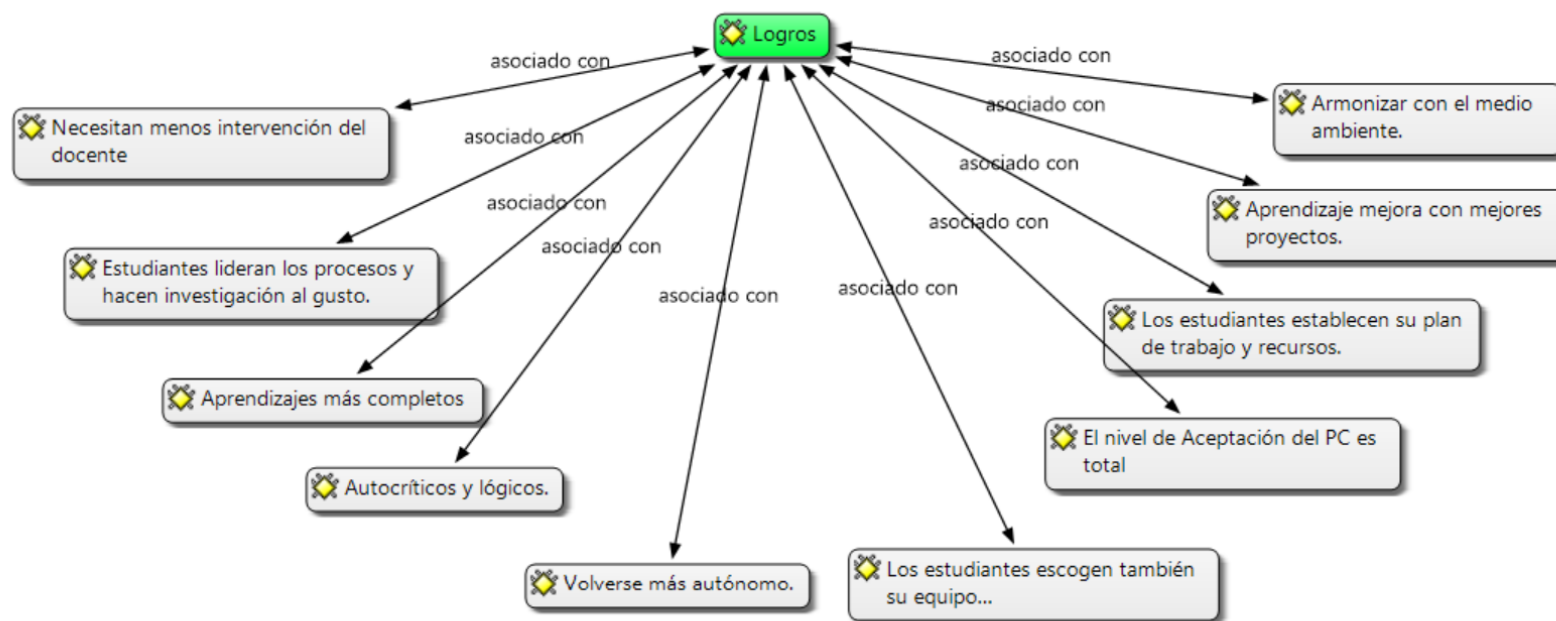 Logros
asociado con
asociado con
Armonizar con el medio
ambiente.
Necesitan menos intervención del
docente
asociado con
asociado con
asociado con
Aprendizaje mejora con mejores
proyectos.
asociado con
asociado con
asociado con
Estudiantes lideran los procesos y
hacen investigación al gusto.
asociado con
asociado con
Los estudiantes establecen su plan
de trabajo y recursos.
Aprendizajes más completos
El nivel de Aceptación del PC es
total
Autocríticos y lógicos.
Volverse más autónomo.
Los estudiantes escogen también
su equipo...